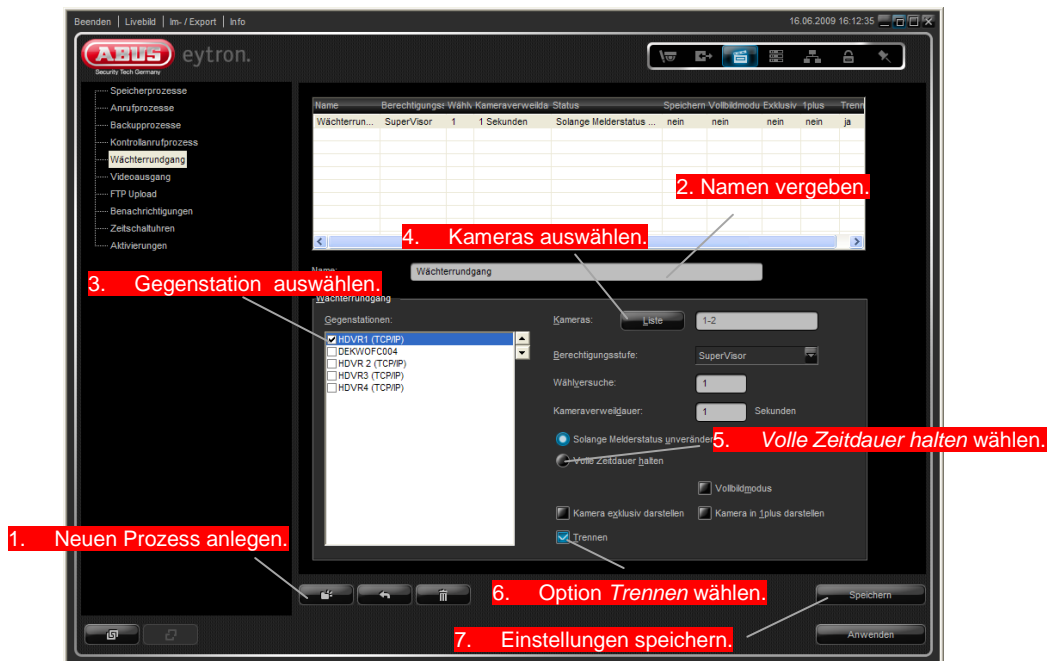 Beenden | Livebild | Im- / Export | Info
16.06.2009 16:12:35
ABUS eytron.
Security Tech Germany
Speicherprozesse
Anrufprozesse
Backupprozesse
Kontrollanrufprozess
Wächterrundgang
Videoausgang
FTP Upload
Benachrichtigungen
Zeitschaltuhren
Aktivierungen
Name Berechtigungss Wählv Kameraverweilda Status Speichern Vollbildmodu Exklusiv 1plus Trenn
Wächterrun... SuperVisor 1 1 Sekunden Solange Melderstatus ... nein nein nein nein ja
2. Namen vergeben.
4. Kameras auswählen.
Name: Wächterrundgang
3. Gegenstation auswählen.
Wächterrundgang
Gegenstationen:
HDVR1 (TCP/IP)
DEKWOFC004
HDVR 2 (TCP/IP)
HDVR3 (TCP/IP)
HDVR4 (TCP/IP)
Kameras: Liste 1-2
Berechtigungsstufe: SuperVisor
Wählversuche: 1
Kameraverweildauer: 1 Sekunden
Solange Melderstatus unveränder
5. Volle Zeitdauer halten wählen.
Volle Zeitdauer halten
Vollbildmodus
Kamera exklusiv darstellen Kamera in 1plus darstellen
Trennen
1. Neuen Prozess anlegen.
6. Option Trennen wählen.
Speichern
7. Einstellungen speichern.
Anwenden